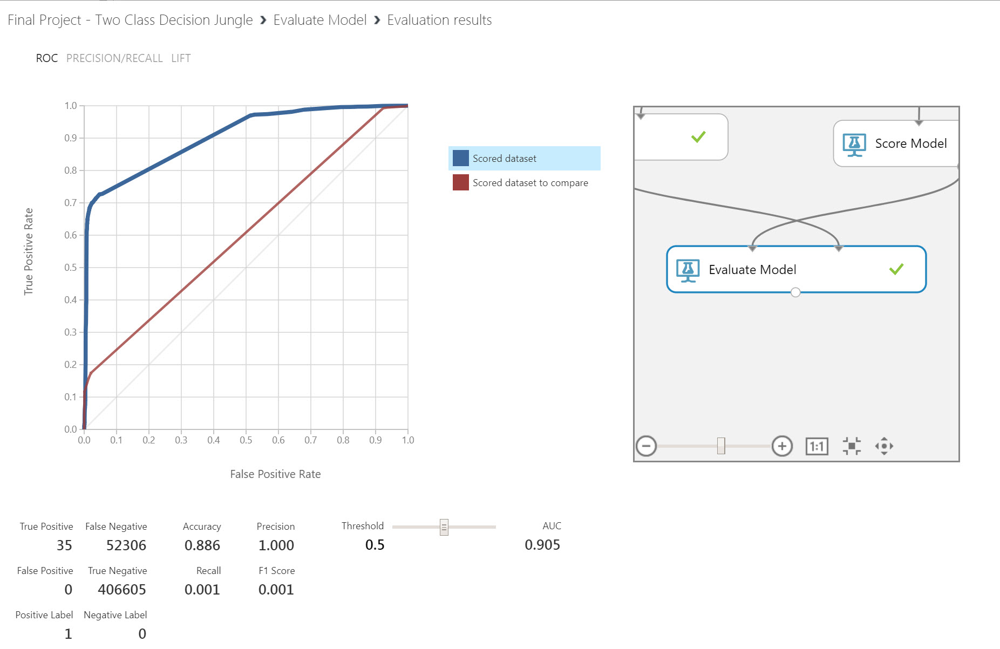 Final Project - Two Class Decision Jungle › Evaluate Model › Evaluation results
ROC PRECISION/RECALL LIFT
True Positive Rate
1.0
0.9
0.8
0.7
0.6
0.5
0.4
0.3
0.2
0.1
0.0
0.0 0.1 0.2 0.3 0.4 0.5 0.6 0.7 0.8 0.9 1.0
False Positive Rate
Scored dataset
Scored dataset to compare
Score Model
Evaluate Model
1:1
True Positive False Negative Accuracy Precision Threshold AUC
35 52306 0.886 1.000 0.5 0.905
False Positive True Negative Recall F1 Score
0 406605 0.001 0.001
Positive Label Negative Label
1 0